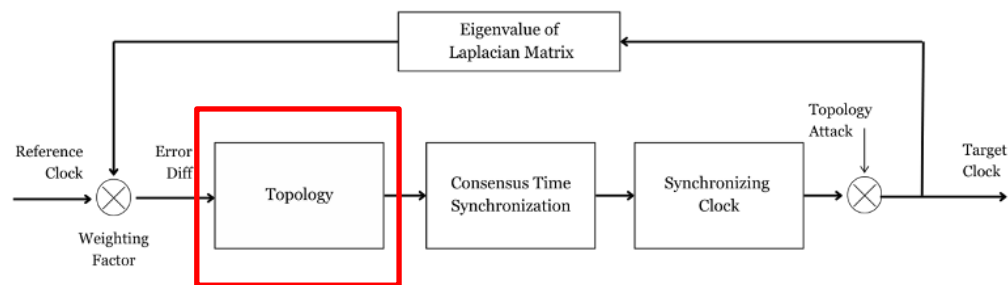 Eigenvalue of
Laplacian Matrix
Topology
Attack
Reference
Clock
Error
Diff
Target
Clock
Topology
Consensus Time
Synchronization
Synchronizing
Clock
Weighting
Factor